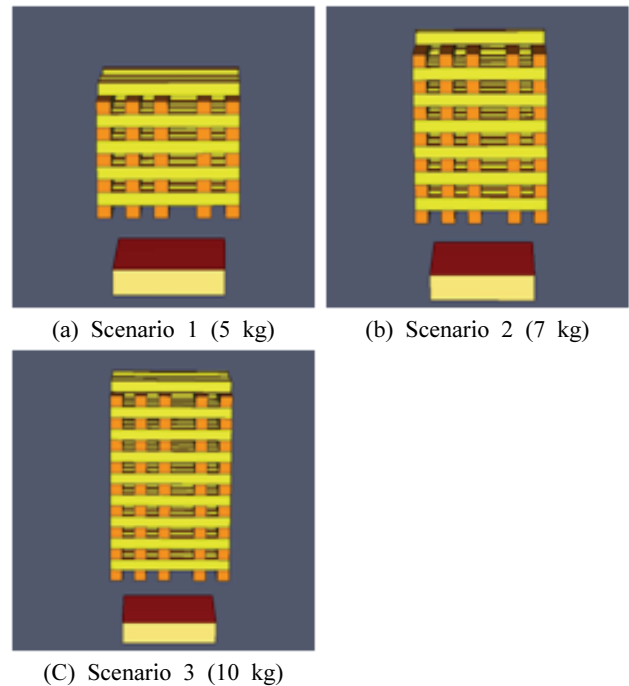 (a) Scenario 1 (5 kg)
(b) Scenario 2 (7 kg)
(C) Scenario 3 (10 kg)